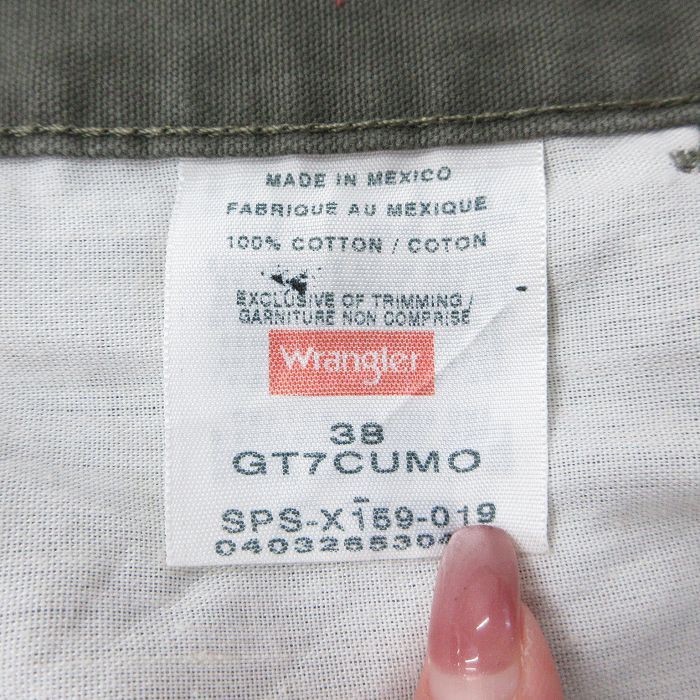 MADE IN MEXICO
FABRIQUE AU MEXIQUE
100% COTTON / COTON
EXCLUSIVE OF TRIMMING /
GARNITURE NON COMPRISE
Wrangler
38
GT7CUMO
SPS-X159-019